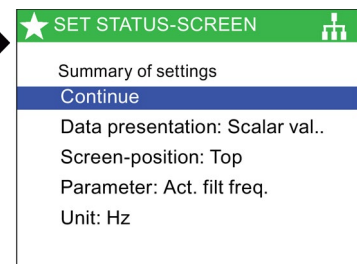 SET STATUS-SCREEN
Summary of settings
Continue
Data presentation: Scalar val..
Screen-position: Top
Parameter: Act. filt freq.
Unit: Hz